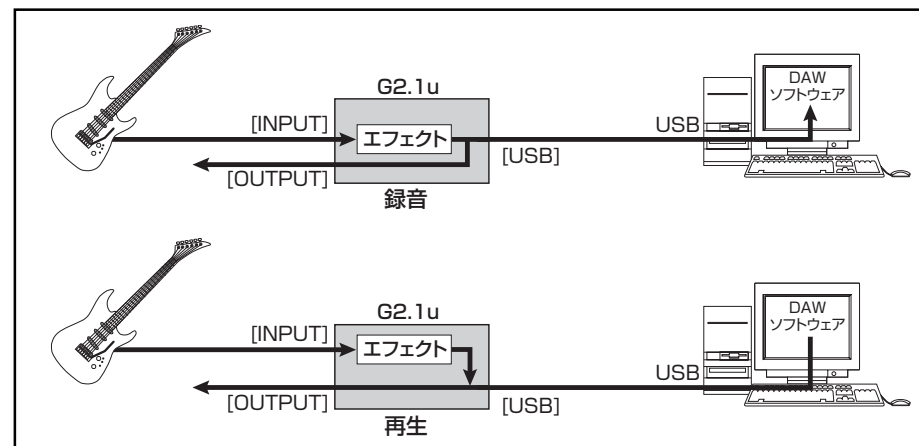 G2.1u
DAW
ソフトウェア
[INPUT]
エフェクト
USB
[OUTPUT]
[USB]
録音
G2.1u
DAW
ソフトウェア
[INPUT]
エフェクト
USB
[OUTPUT]
[USB]
再生